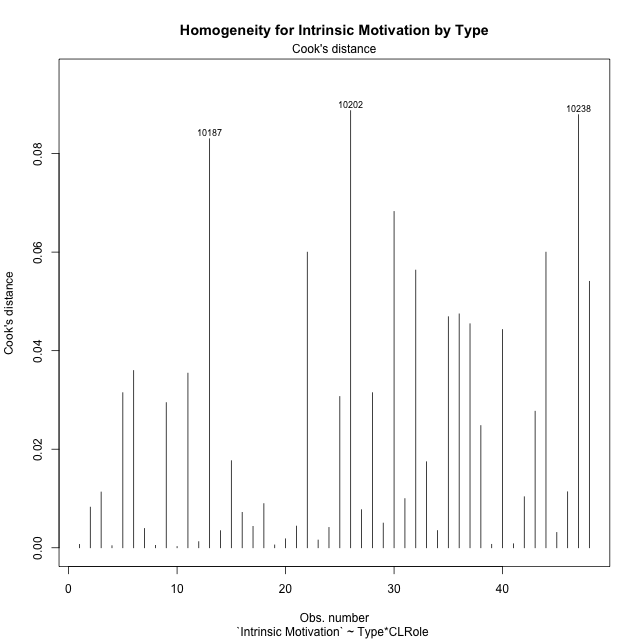 Homogeneity for Intrinsic Motivation by Type
Cook's distance
10202
10238
10187
Cook's distance
0.08
0.06
0.04
0.02
0.00
0 10 20 30 40
Obs. number
`Intrinsic Motivation` ~ Type*CLRole